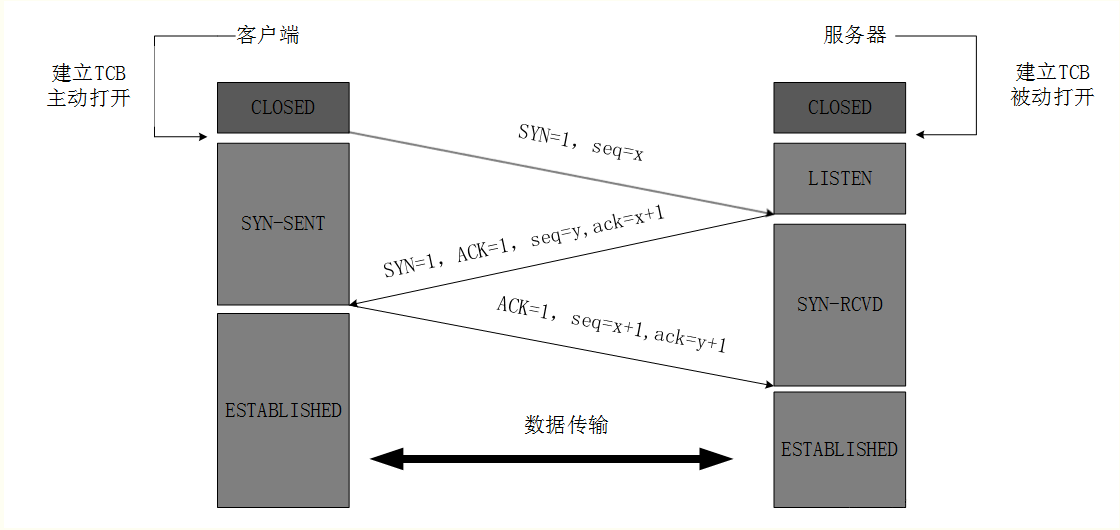 客户端
服务器
建立TCB
主动打开
建立TCB
被动打开
CLOSED
CLOSED
SYN=1, seq=x
LISTEN
SYN-SENT
SYN=1, ACK=1, seq=y,ack=x+1
SYN-RCVD
ACK=1, seq=x+1,ack=y+1
ESTABLISHED
数据传输
ESTABLISHED